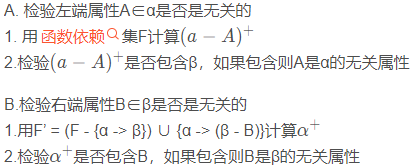 A. 检验左端属性A∈α是否是无关的
1. 用函数依赖集F计算(a − A)⁺
2.检验(a − A)⁺是否包含β，如果包含则A是α的无关属性
B.检验右端属性B∈β是否是无关的
1.用F' = (F - {α -> β}) ∪ {α -> (β - B)}计算α⁺
2.检验α⁺是否包含B，如果包含则B是β的无关属性